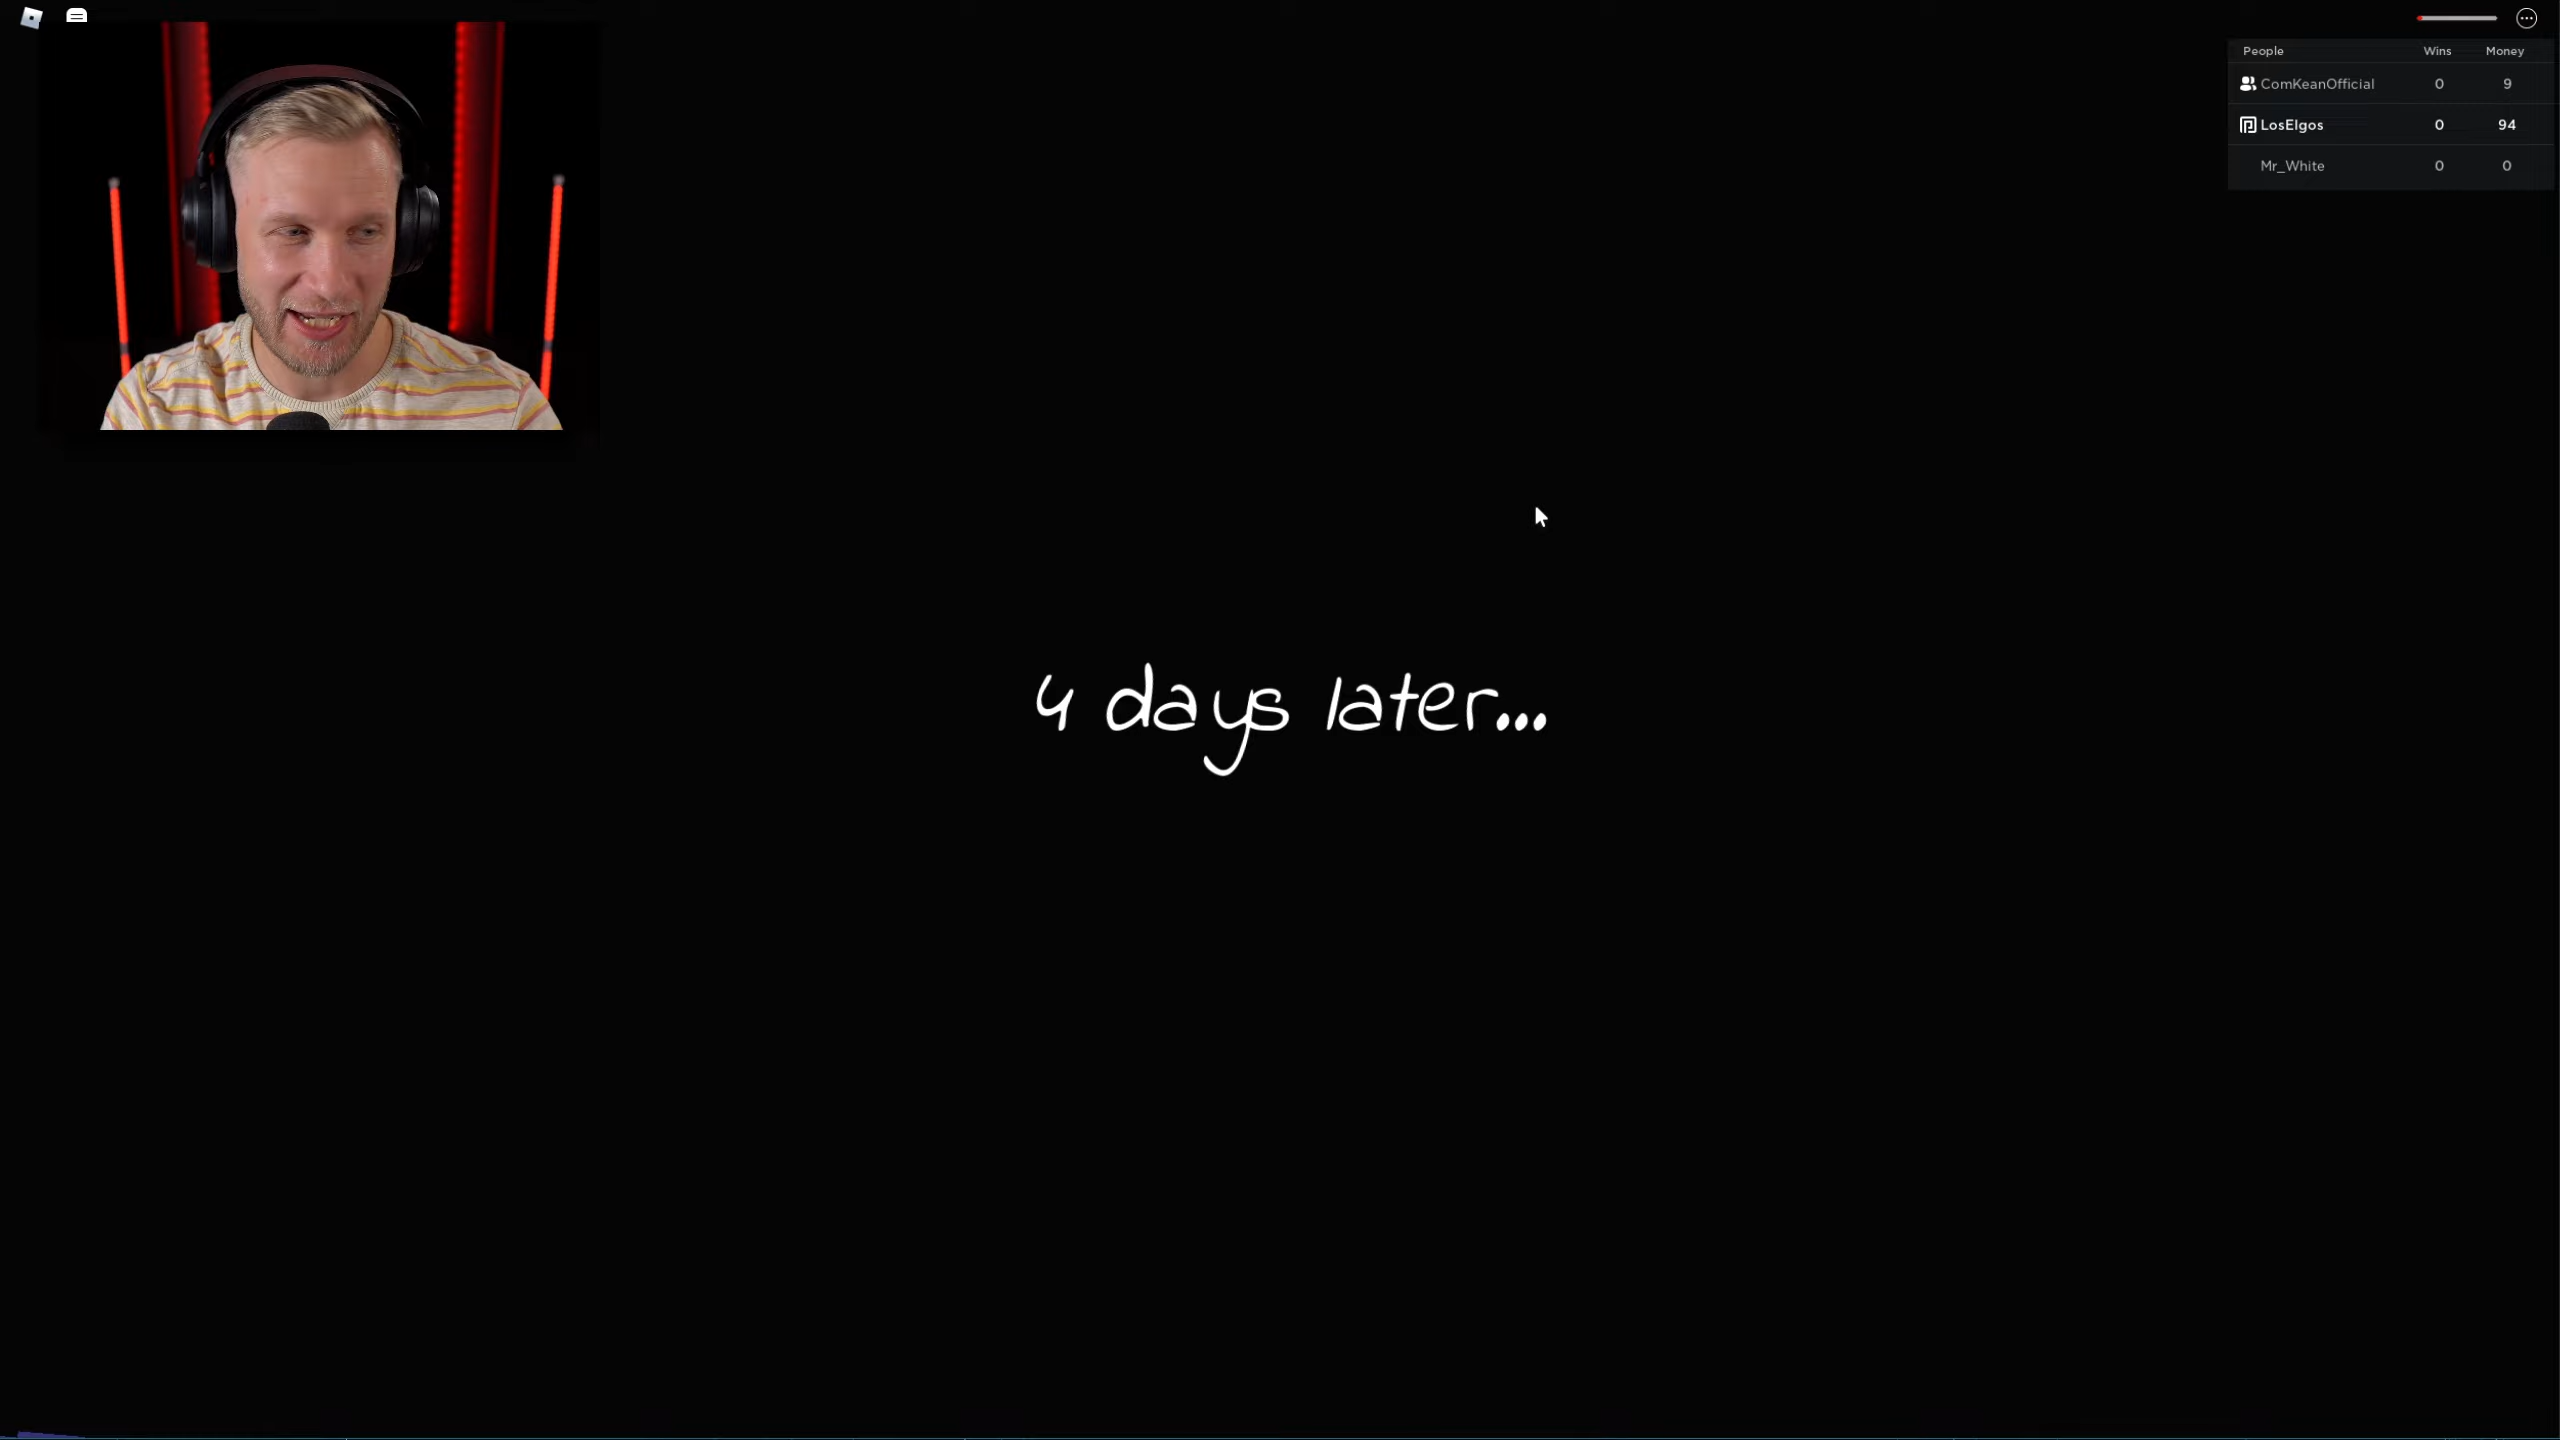 People Wins Money
ComKeanOfficial 0 9
LosElgos 0 94
Mr_White 0 0
4 days later...